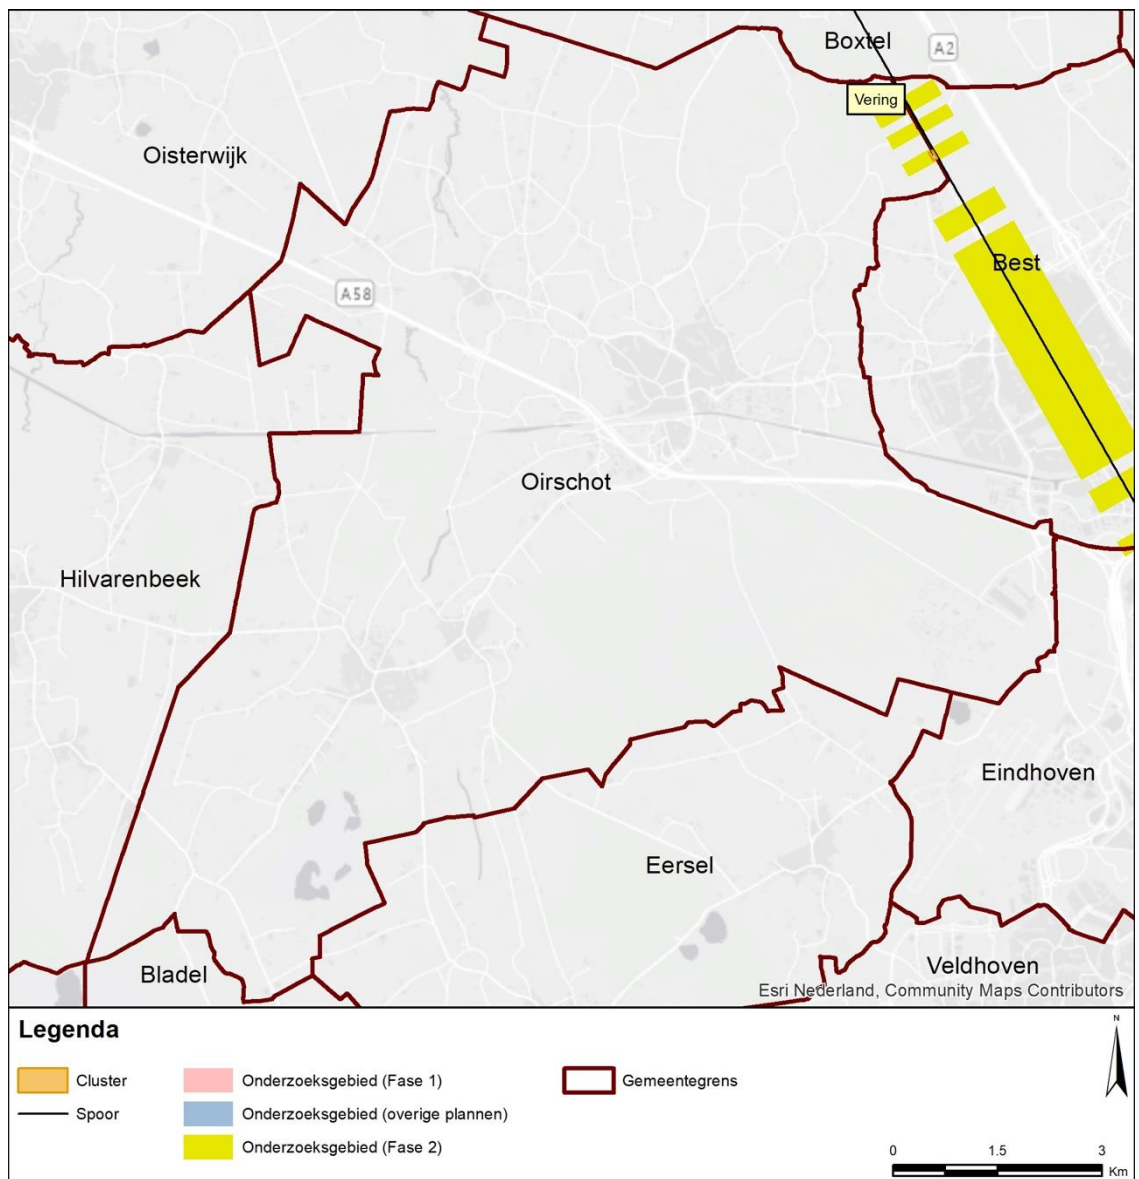 Boxtel
A2
Vering
Oisterwijk
Best
A58
Oirschot
Hilvarenbeek
Eindhoven
Eersel
Bladel
Veldhoven
Esri Nederland, Community Maps Contributors
Legenda
Cluster
Spoor
Onderzoeksgebied (Fase 1)
Onderzoeksgebied (overige plannen)
Onderzoeksgebied (Fase 2)
Gemeentegrens
N
0 1.5 3
Km